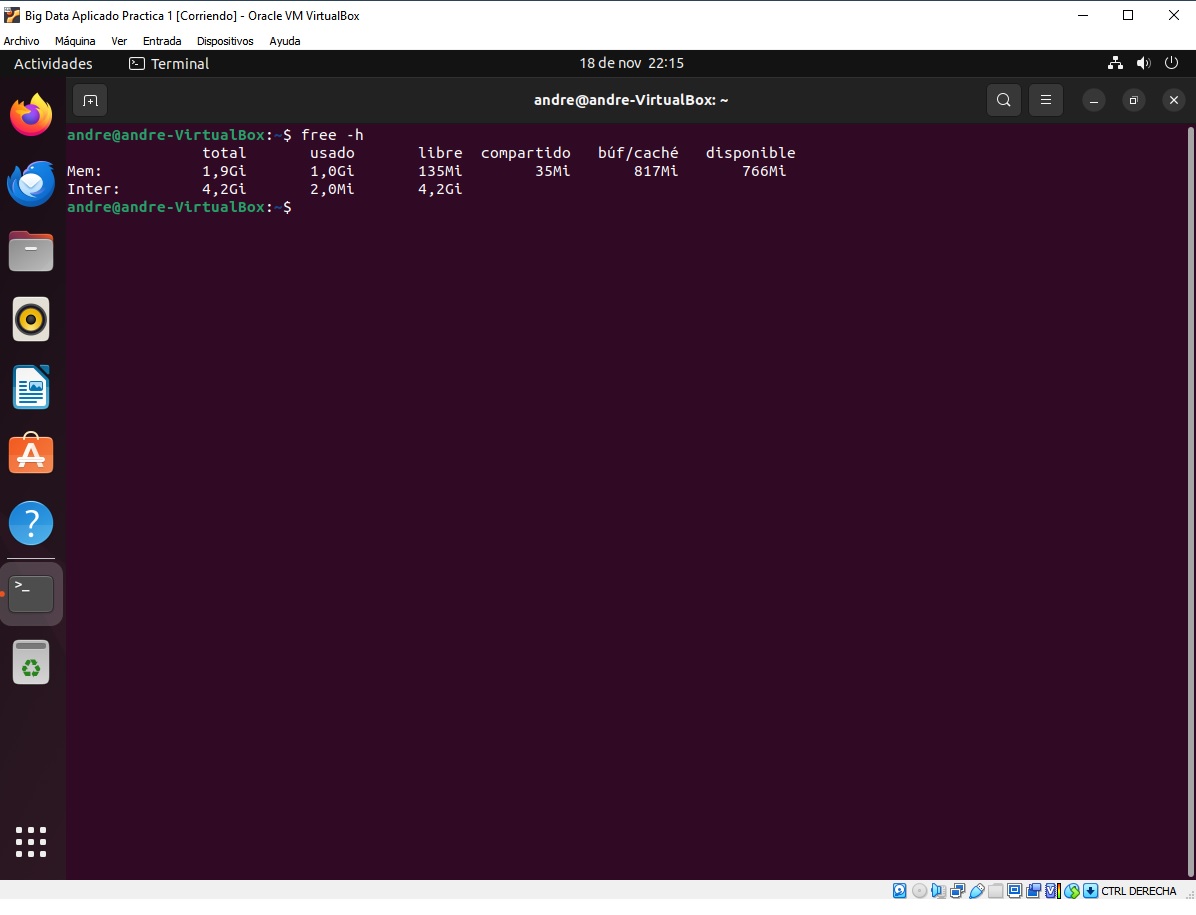 Big Data Aplicado Practica 1 [Corriendo] - Oracle VM VirtualBox
Archivo Máquina Ver Entrada Dispositivos Ayuda
Actividades Terminal 18 de nov 22:15
andre@andre-VirtualBox: ~
andre@andre-VirtualBox:~$ free -h
total usado libre compartido búf/caché disponible
Mem: 1,9Gi 1,0Gi 135Mi 35Mi 817Mi 766Mi
Inter: 4,2Gi 2,0Mi 4,2Gi
andre@andre-VirtualBox:~$
CTRL DERECHA